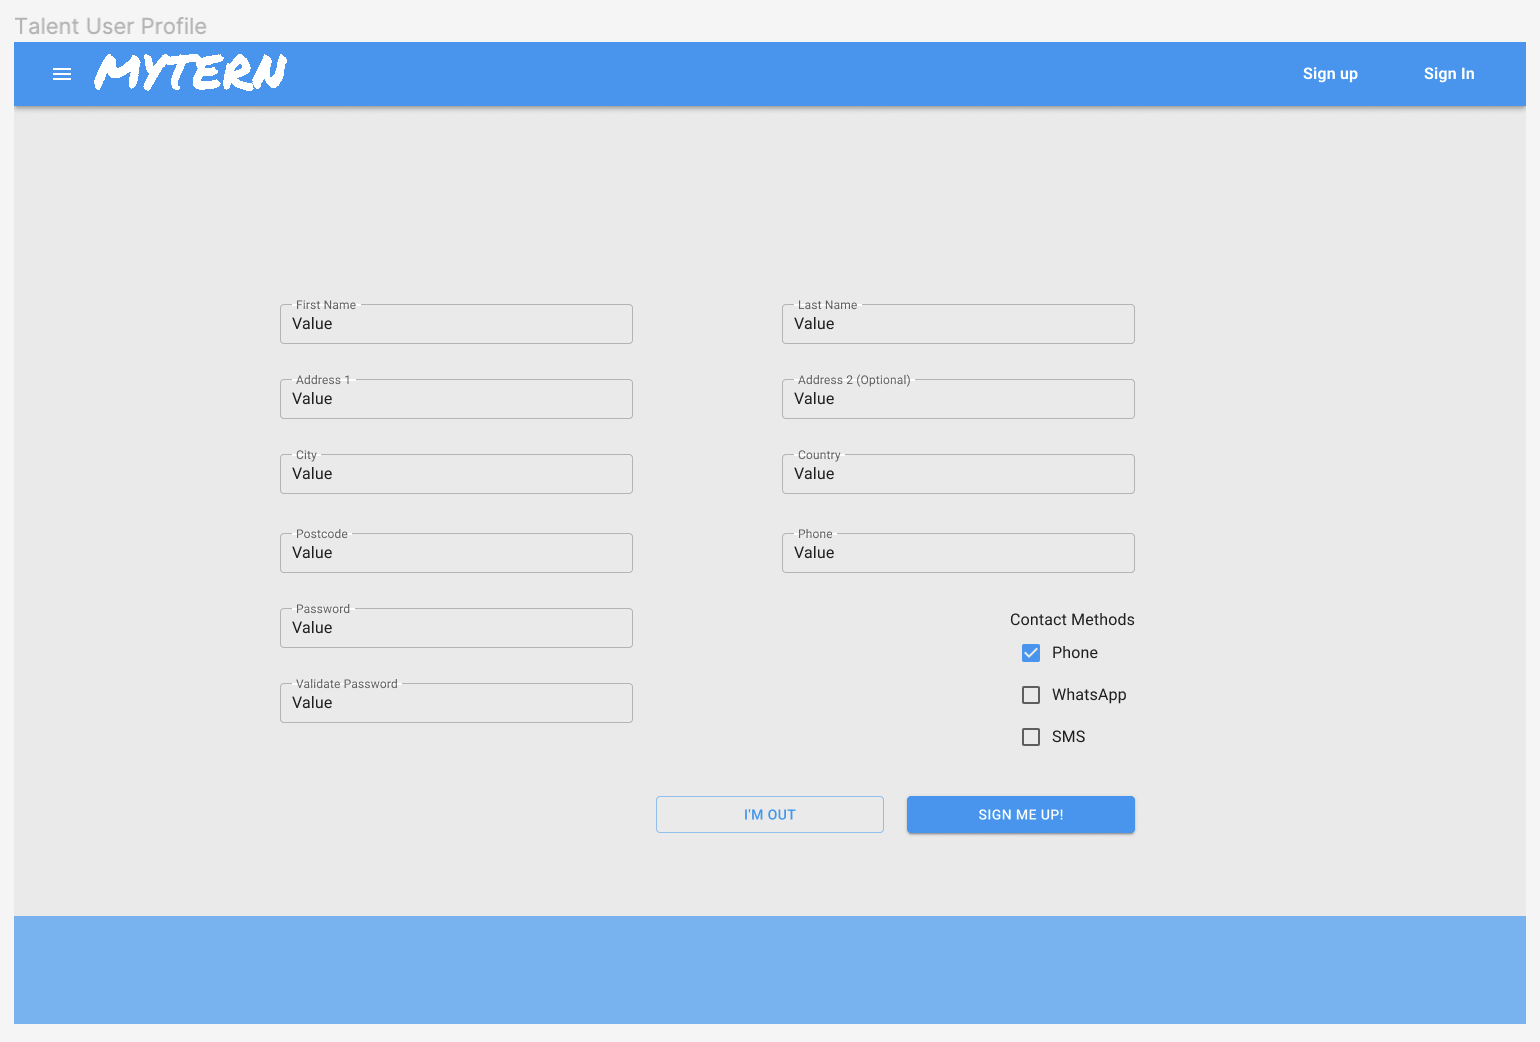 Talent User Profile
MYTERN
Sign up
Sign In
First Name
Value
Last Name
Value
Address 1
Value
Address 2 (Optional)
Value
City
Value
Country
Value
Postcode
Value
Phone
Value
Password
Value
Validate Password
Value
Contact Methods
Phone
WhatsApp
SMS
I'M OUT
SIGN ME UP!